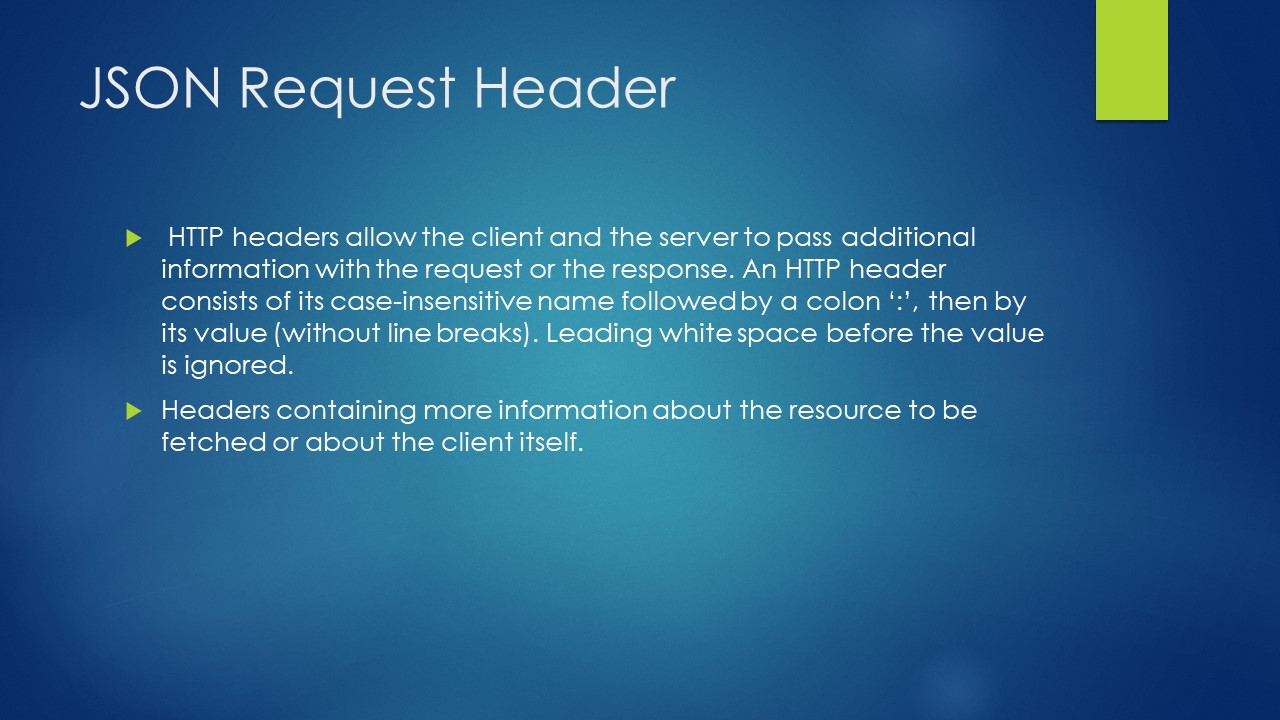 JSON Request Header
HTTP headers allow the client and the server to pass additional
information with the request or the response. An HTTP header
consists of its case-insensitive name followed by a colon ‘:’, then by
its value (without line breaks). Leading white space before the value
is ignored.
Headers containing more information about the resource to be
fetched or about the client itself.